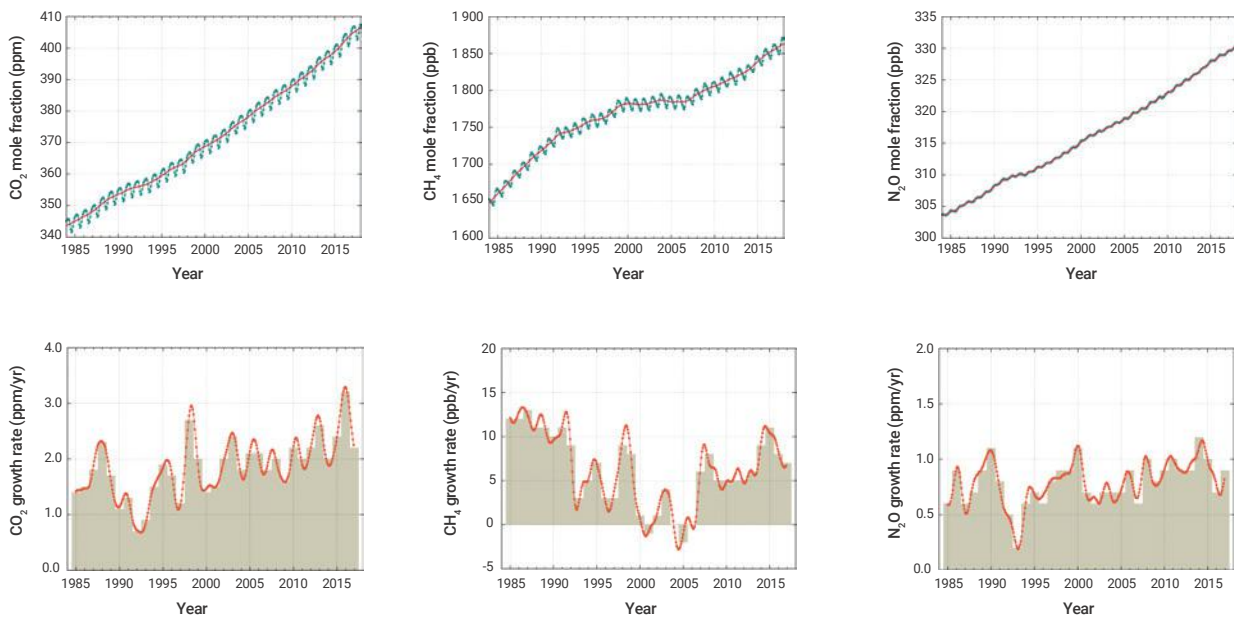 CO₂ mole fraction (ppm)
410
400
390
380
370
360
350
340
1985 1990 1995 2000 2005 2010 2015
Year
CH₄ mole fraction (ppb)
1 900
1 850
1 800
1 750
1 700
1 650
1 600
1985 1990 1995 2000 2005 2010 2015
Year
N₂O mole fraction (ppb)
335
330
325
320
315
310
305
300
1985 1990 1995 2000 2005 2010 2015
Year
CO₂ growth rate (ppm/yr)
4.0
3.0
2.0
1.0
0.0
1985 1990 1995 2000 2005 2010 2015
Year
CH₄ growth rate (ppb/yr)
20
15
10
5
0
-5
1985 1990 1995 2000 2005 2010 2015
Year
N₂O growth rate (ppm/yr)
2.0
1.5
1.0
0.5
0.0
1985 1990 1995 2000 2005 2010 2015
Year